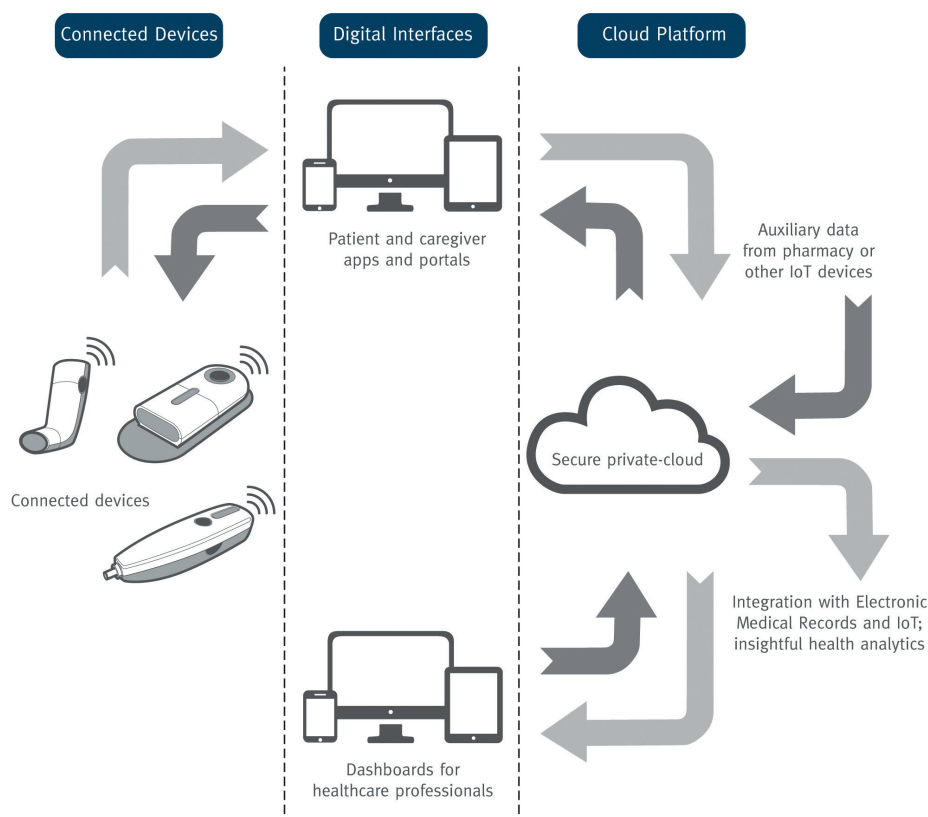 Connected Devices
Digital Interfaces
Cloud Platform
Patient and caregiver
apps and portals
Auxiliary data
from pharmacy or
other IoT devices
Secure private-cloud
Connected devices
Integration with Electronic
Medical Records and IoT;
insightful health analytics
Dashboards for
healthcare professionals